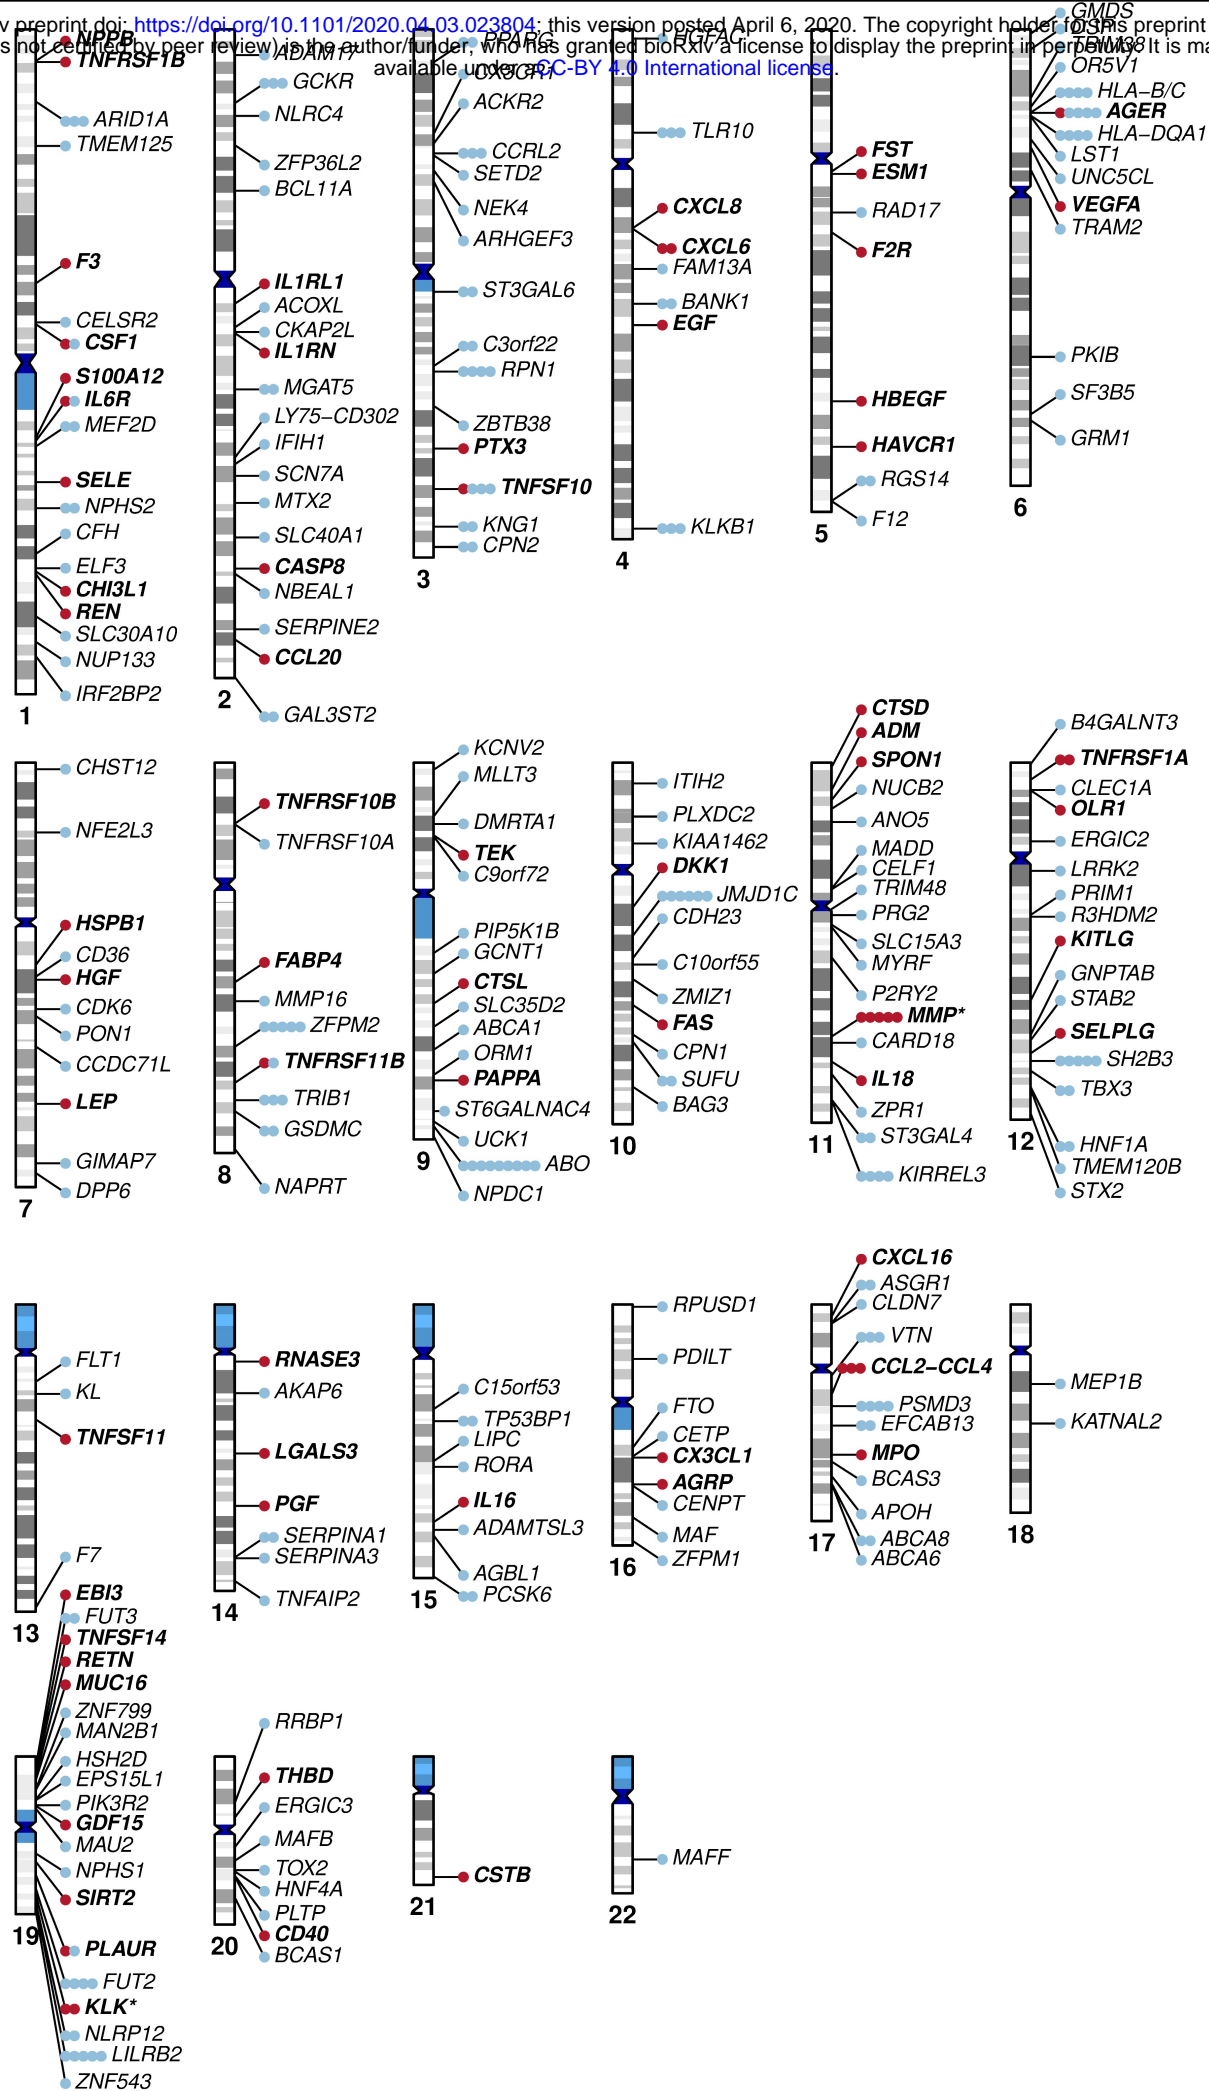 v preprint doi: https://doi.org/10.1101/2020.04.03.023804; this version posted April 6, 2020. The copyright holder for this preprint
s not certified by peer review) is the author/funder, who has granted bioRxiv a license to display the preprint in perpetuity. It is ma
available under aCC-BY 4.0 International license.
NPPB
TNFRSF1B
ARID1A
TMEM125
F3
CELSR2
CSF1
S100A12
IL6R
MEF2D
SELE
NPHS2
CFH
ELF3
CHI3L1
REN
SLC30A10
NUP133
IRF2BP2
1
ADAM17
GCKR
NLRC4
ZFP36L2
BCL11A
IL1RL1
ACOXL
CKAP2L
IL1RN
MGAT5
LY75−CD302
IFIH1
SCN7A
MTX2
SLC40A1
CASP8
NBEAL1
SERPINE2
CCL20
GAL3ST2
2
PPARG
CX3CR1
ACKR2
CCRL2
SETD2
NEK4
ARHGEF3
ST3GAL6
C3orf22
RPN1
ZBTB38
PTX3
TNFSF10
KNG1
CPN2
3
HGFAC
TLR10
CXCL8
CXCL6
FAM13A
BANK1
EGF
KLKB1
4
FST
ESM1
RAD17
F2R
HBEGF
HAVCR1
RGS14
F12
5
GMDS
DSP
TRIM38
OR5V1
HLA−B/C
AGER
HLA−DQA1
LST1
UNC5CL
VEGFA
TRAM2
PKIB
SF3B5
GRM1
6
CHST12
NFE2L3
HSPB1
CD36
HGF
CDK6
PON1
CCDC71L
LEP
GIMAP7
DPP6
7
TNFRSF10B
TNFRSF10A
FABP4
MMP16
ZFPM2
TNFRSF11B
TRIB1
GSDMC
NAPRT
8
KCNV2
MLLT3
DMRTA1
TEK
C9orf72
PIP5K1B
GCNT1
CTSL
SLC35D2
ABCA1
ORM1
PAPPA
ST6GALNAC4
UCK1
ABO
NPDC1
9
ITIH2
PLXDC2
KIAA1462
DKK1
JMJD1C
CDH23
C10orf55
ZMIZ1
FAS
CPN1
SUFU
BAG3
10
CTSD
ADM
SPON1
NUCB2
ANO5
MADD
CELF1
TRIM48
PRG2
SLC15A3
MYRF
P2RY2
MMP*
CARD18
IL18
ZPR1
ST3GAL4
KIRREL3
11
B4GALNT3
TNFRSF1A
CLEC1A
OLR1
ERGIC2
LRRK2
PRIM1
R3HDM2
KITLG
GNPTAB
STAB2
SELPLG
SH2B3
TBX3
HNF1A
TMEM120B
STX2
12
FLT1
KL
TNFSF11
F7
13
RNASE3
AKAP6
LGALS3
PGF
SERPINA1
SERPINA3
TNFAIP2
14
C15orf53
TP53BP1
LIPC
RORA
IL16
ADAMTSL3
AGBL1
PCSK6
15
RPUSD1
PDILT
FTO
CETP
CX3CL1
AGRP
CENPT
MAF
ZFPM1
16
CXCL16
ASGR1
CLDN7
VTN
CCL2−CCL4
PSMD3
EFCAB13
MPO
BCAS3
APOH
ABCA8
ABCA6
17
MEP1B
KATNAL2
18
EBI3
FUT3
TNFSF14
RETN
MUC16
ZNF799
MAN2B1
HSH2D
EPS15L1
PIK3R2
GDF15
MAU2
NPHS1
SIRT2
PLAUR
FUT2
KLK*
NLRP12
LILRB2
ZNF543
19
RRBP1
THBD
ERGIC3
MAFB
TOX2
HNF4A
PLTP
CD40
BCAS1
20
CSTB
21
MAFF
22